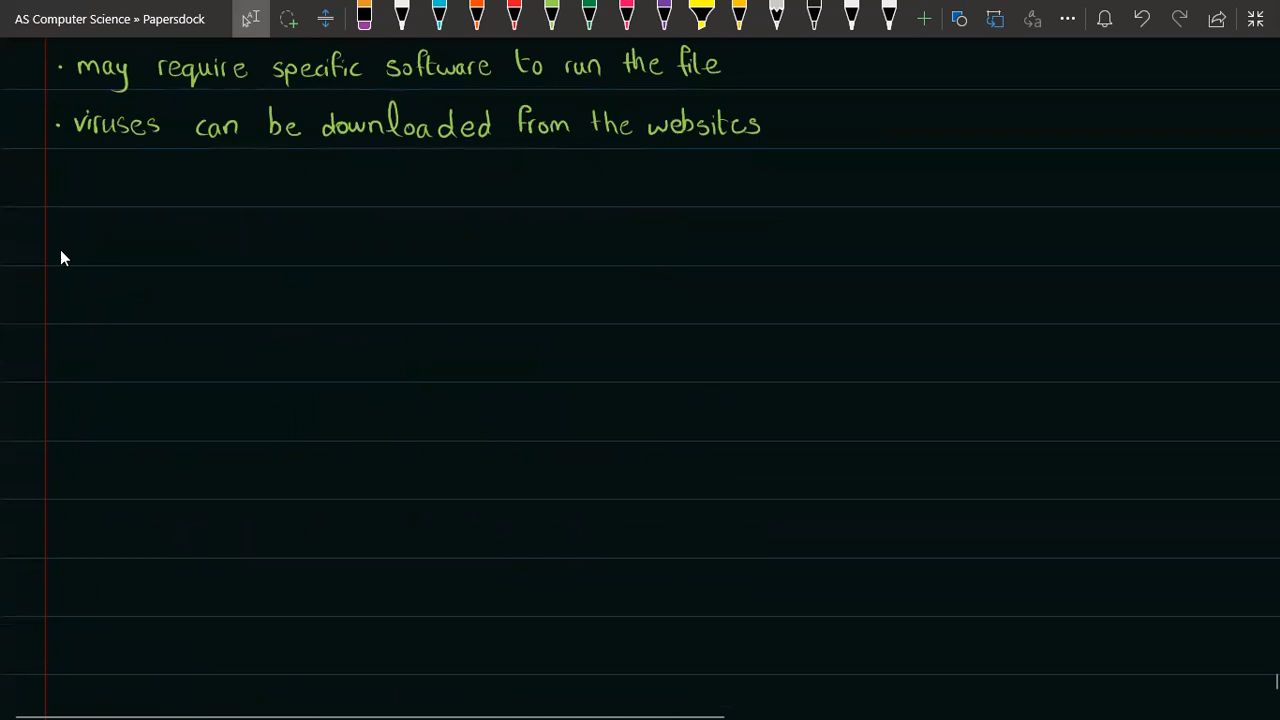 AS Computer Science » Papersdock
· may require specific software to run the file
· viruses can be downloaded from the websites